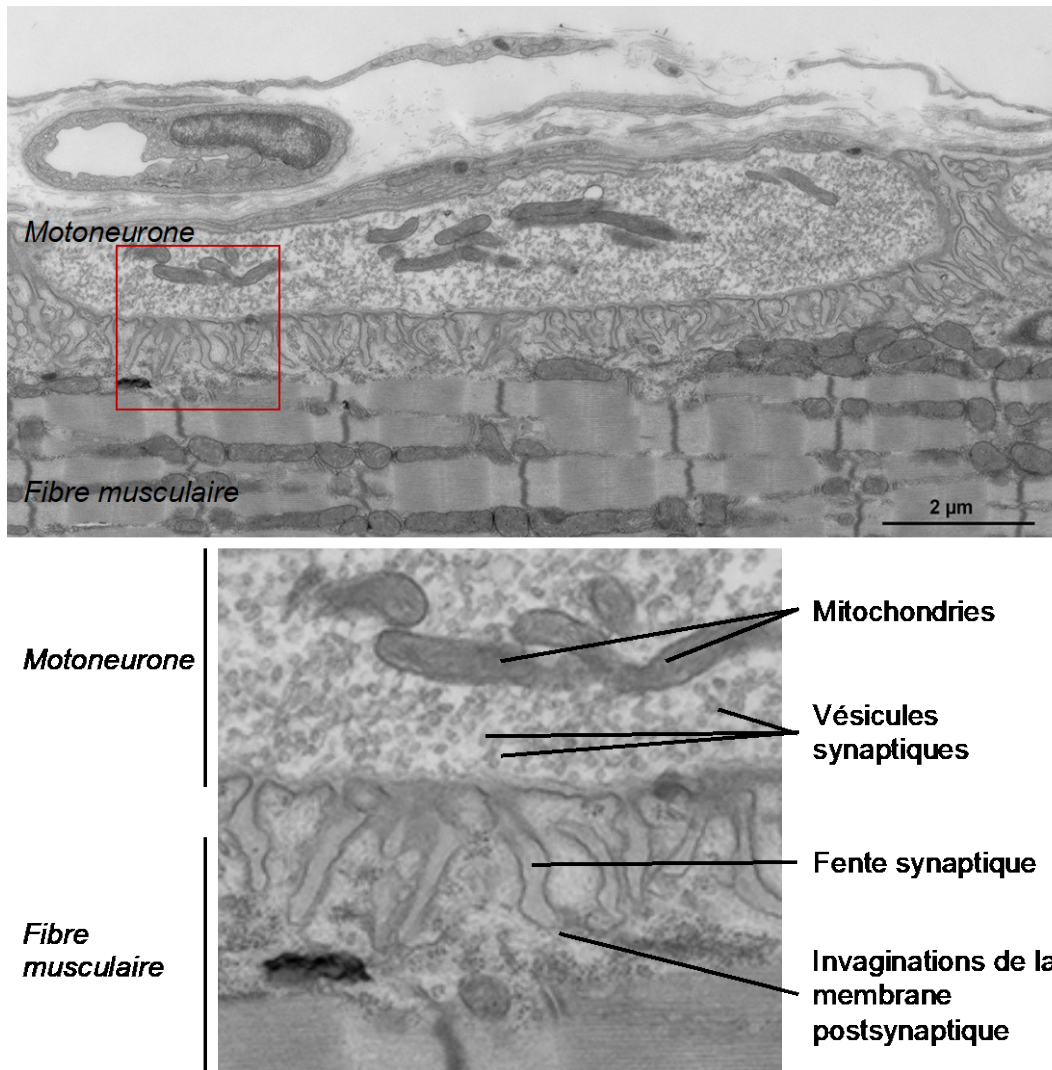 Motoneurone
Fibre musculaire
2 µm
Motoneurone
Mitochondries
Vésicules
synaptiques
Fente synaptique
Fibre
musculaire
Invaginations de la
membrane
postsynaptique